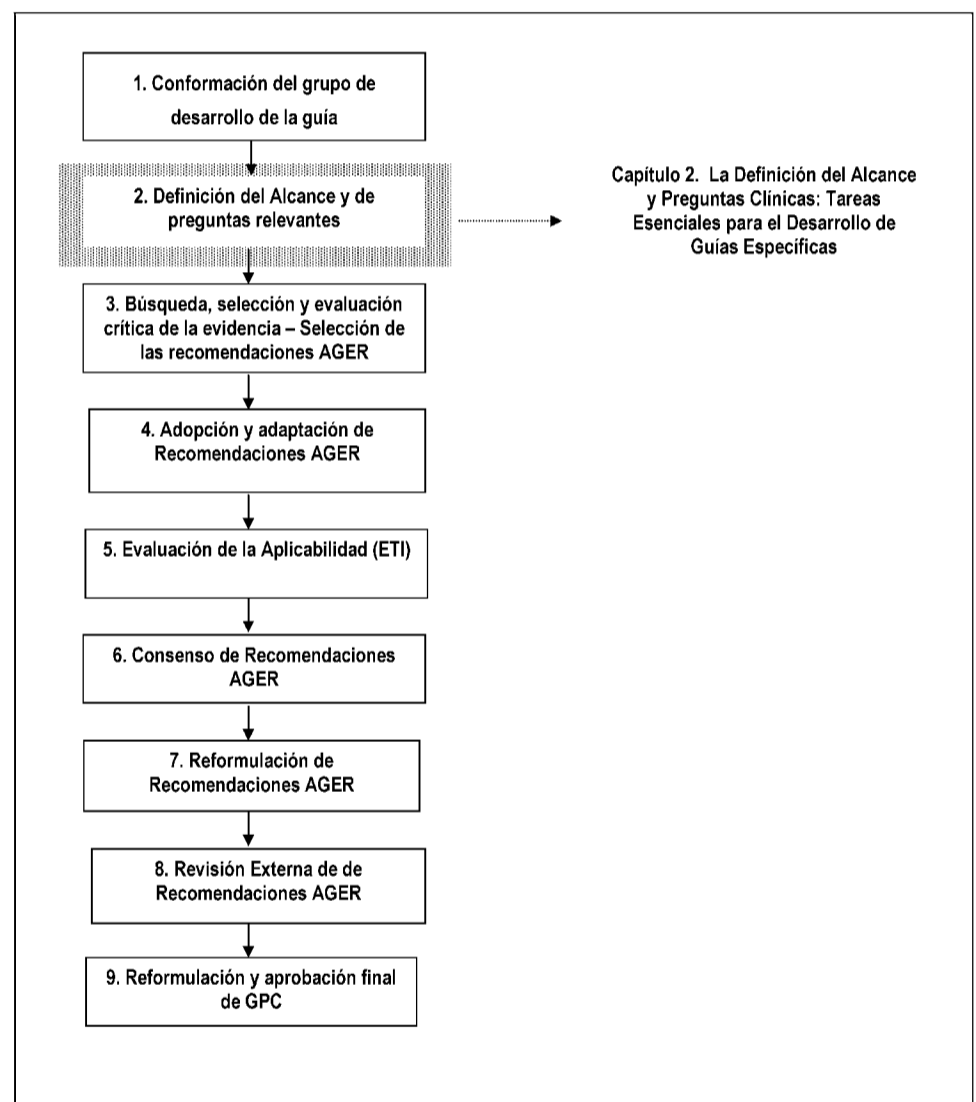 1. Conformación del grupo de
desarrollo de la guía
2. Definición del Alcance y de
preguntas relevantes
Capítulo 2. La Definición del Alcance
y Preguntas Clínicas: Tareas
Esenciales para el Desarrollo de
Guías Específicas
3. Búsqueda, selección y evaluación
crítica de la evidencia – Selección de
las recomendaciones AGER
4. Adopción y adaptación de
Recomendaciones AGER
5. Evaluación de la Aplicabilidad (ETI)
6. Consenso de Recomendaciones
AGER
7. Reformulación de
Recomendaciones AGER
8. Revisión Externa de de
Recomendaciones AGER
9. Reformulación y aprobación final
de GPC